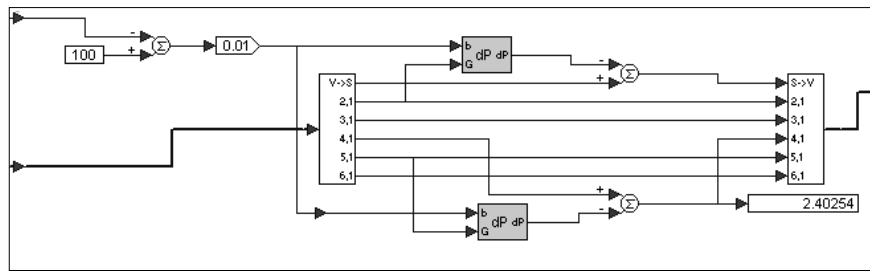 -
Σ
+
100
0.01
b
dP dP
G
-
+
Σ
V->S
2,1
3,1
4,1
5,1
6,1
S->V
2,1
3,1
4,1
5,1
6,1
+
-
Σ
b
dP dP
G
2.40254